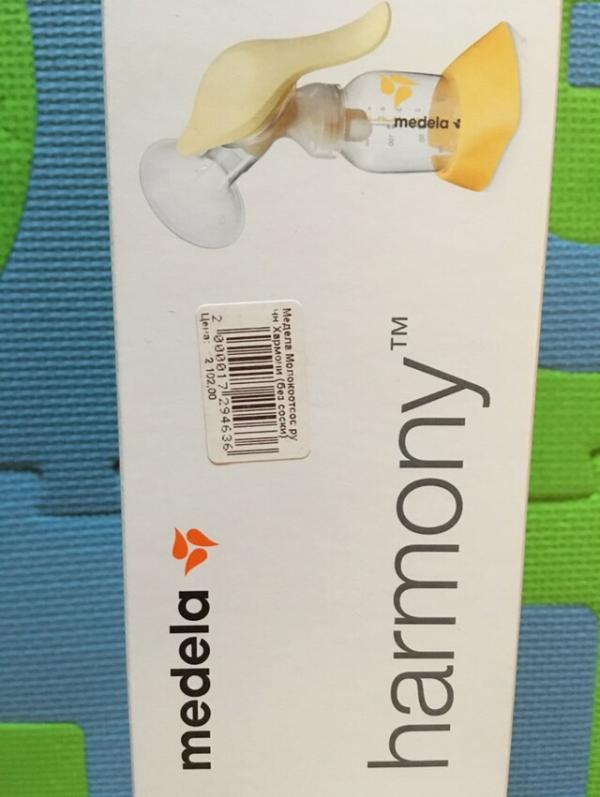 medela
Медела Молокоотсос ру
чн Хармони (без соски)
2 000017 294636
Цена: 2 102,00
medela
harmony™